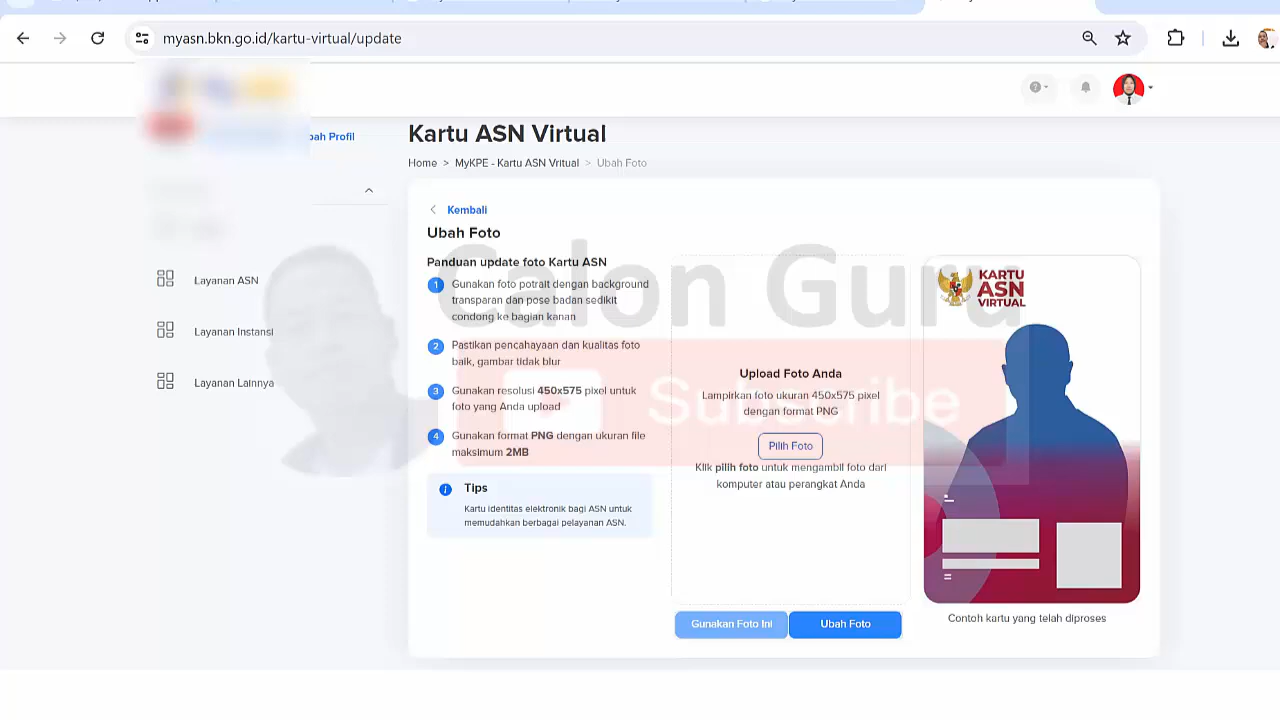 myasn.bkn.go.id/kartu-virtual/update
bah Profil
Kartu ASN Virtual
Home > MyKPE - Kartu ASN Vritual > Ubah Foto
Layanan ASN
Layanan Instansi
Layanan Lainnya
Kembali
Ubah Foto
Panduan update foto Kartu ASN
1 Gunakan foto potrait dengan background
transparan dan pose badan sedikit
condong ke bagian kanan
2 Pastikan pencahayaan dan kualitas foto
baik, gambar tidak blur
3 Gunakan resolusi 450x575 pixel untuk
foto yang Anda upload
4 Gunakan format PNG dengan ukuran file
maksimum 2MB
Tips
Kartu identitas elektronik bagi ASN untuk
memudahkan berbagai pelayanan ASN.
Calon Guru
Subscribe
Upload Foto Anda
Lampirkan foto ukuran 450x575 pixel
dengan format PNG
Pilih Foto
Klik pilih foto untuk mengambil foto dari
komputer atau perangkat Anda
Gunakan Foto Ini
Ubah Foto
KARTU
ASN
VIRTUAL
Contoh kartu yang telah diproses